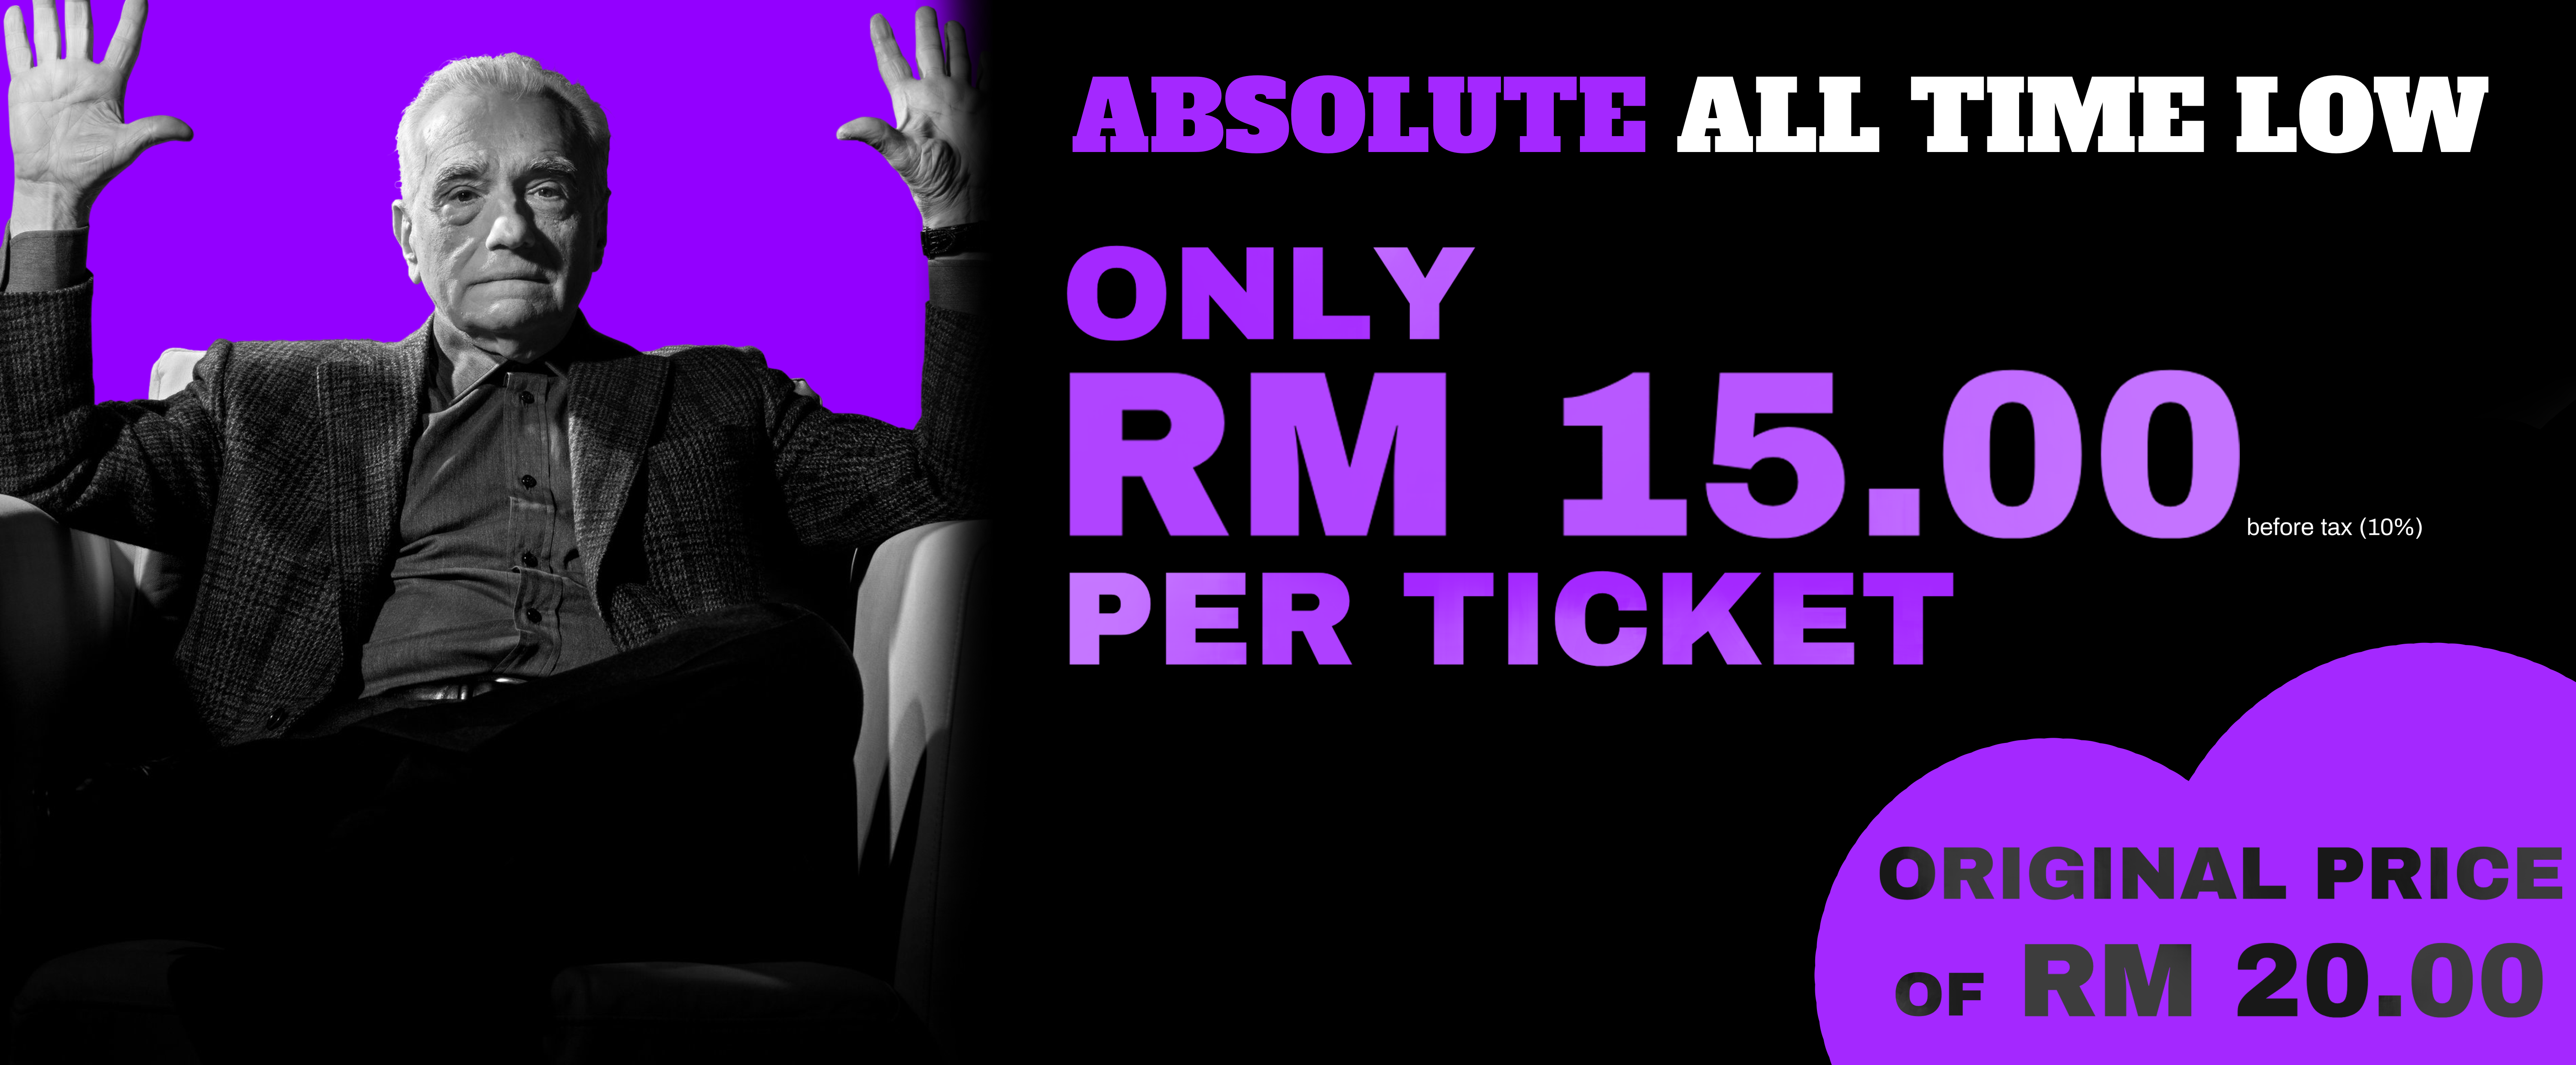 ABSOLUTE ALL TIME LOW
ONLY
RM 15.00 before tax (10%)
PER TICKET
ORIGINAL PRICE
OF RM 20.00